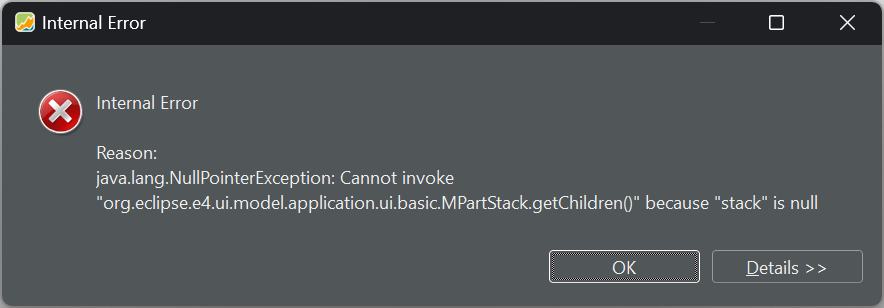 Internal Error
Internal Error
Reason:
java.lang.NullPointerException: Cannot invoke
"org.eclipse.e4.ui.model.application.ui.basic.MPartStack.getChildren()" because "stack" is null
OK
Details >>